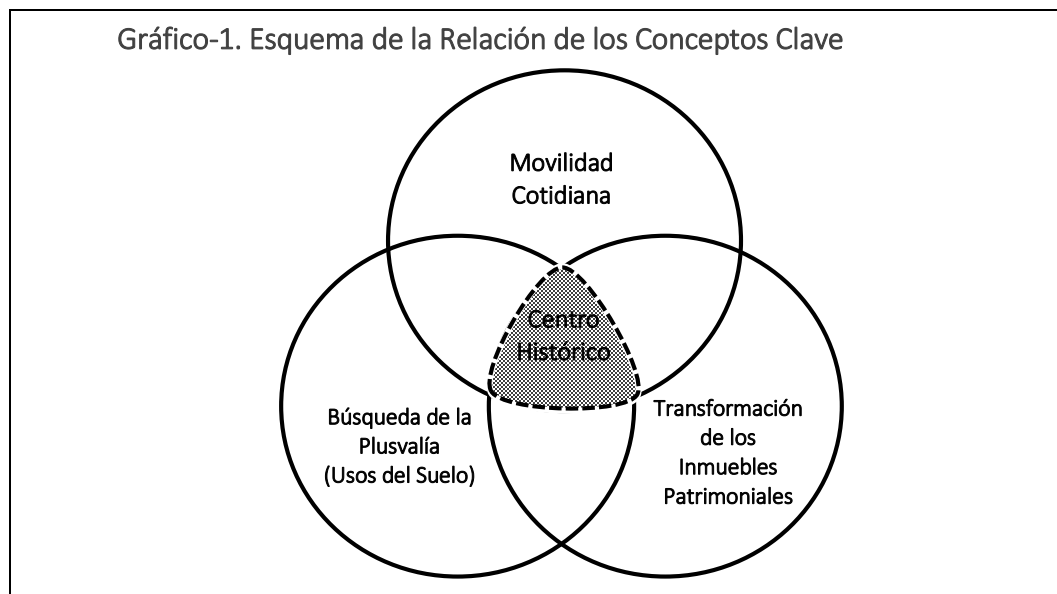 Gráfico-1. Esquema de la Relación de los Conceptos Clave
Movilidad
Cotidiana
Centro
Histórico
Búsqueda de la
Plusvalía
(Usos del Suelo)
Transformación
de los
Inmuebles
Patrimoniales